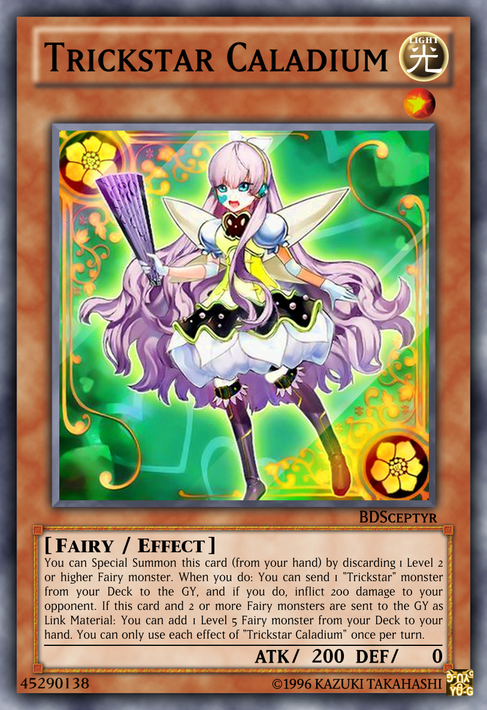 TRICKSTAR CALADIUM
LIGHT
光
BDSCEPTYR
[ FAIRY / EFFECT ]
You can Special Summon this card (from your hand) by discarding 1 Level 2
or higher Fairy monster. When you do: You can send 1 "Trickstar" monster
from your Deck to the GY, and if you do, inflict 200 damage to your
opponent. If this card and 2 or more Fairy monsters are sent to the GY as
Link Material: You can add 1 Level 5 Fairy monster from your Deck to your
hand. You can only use each effect of "Trickstar Caladium" once per turn.
ATK/ 200 DEF/ 0
45290138
©1996 KAZUKI TAKAHASHI